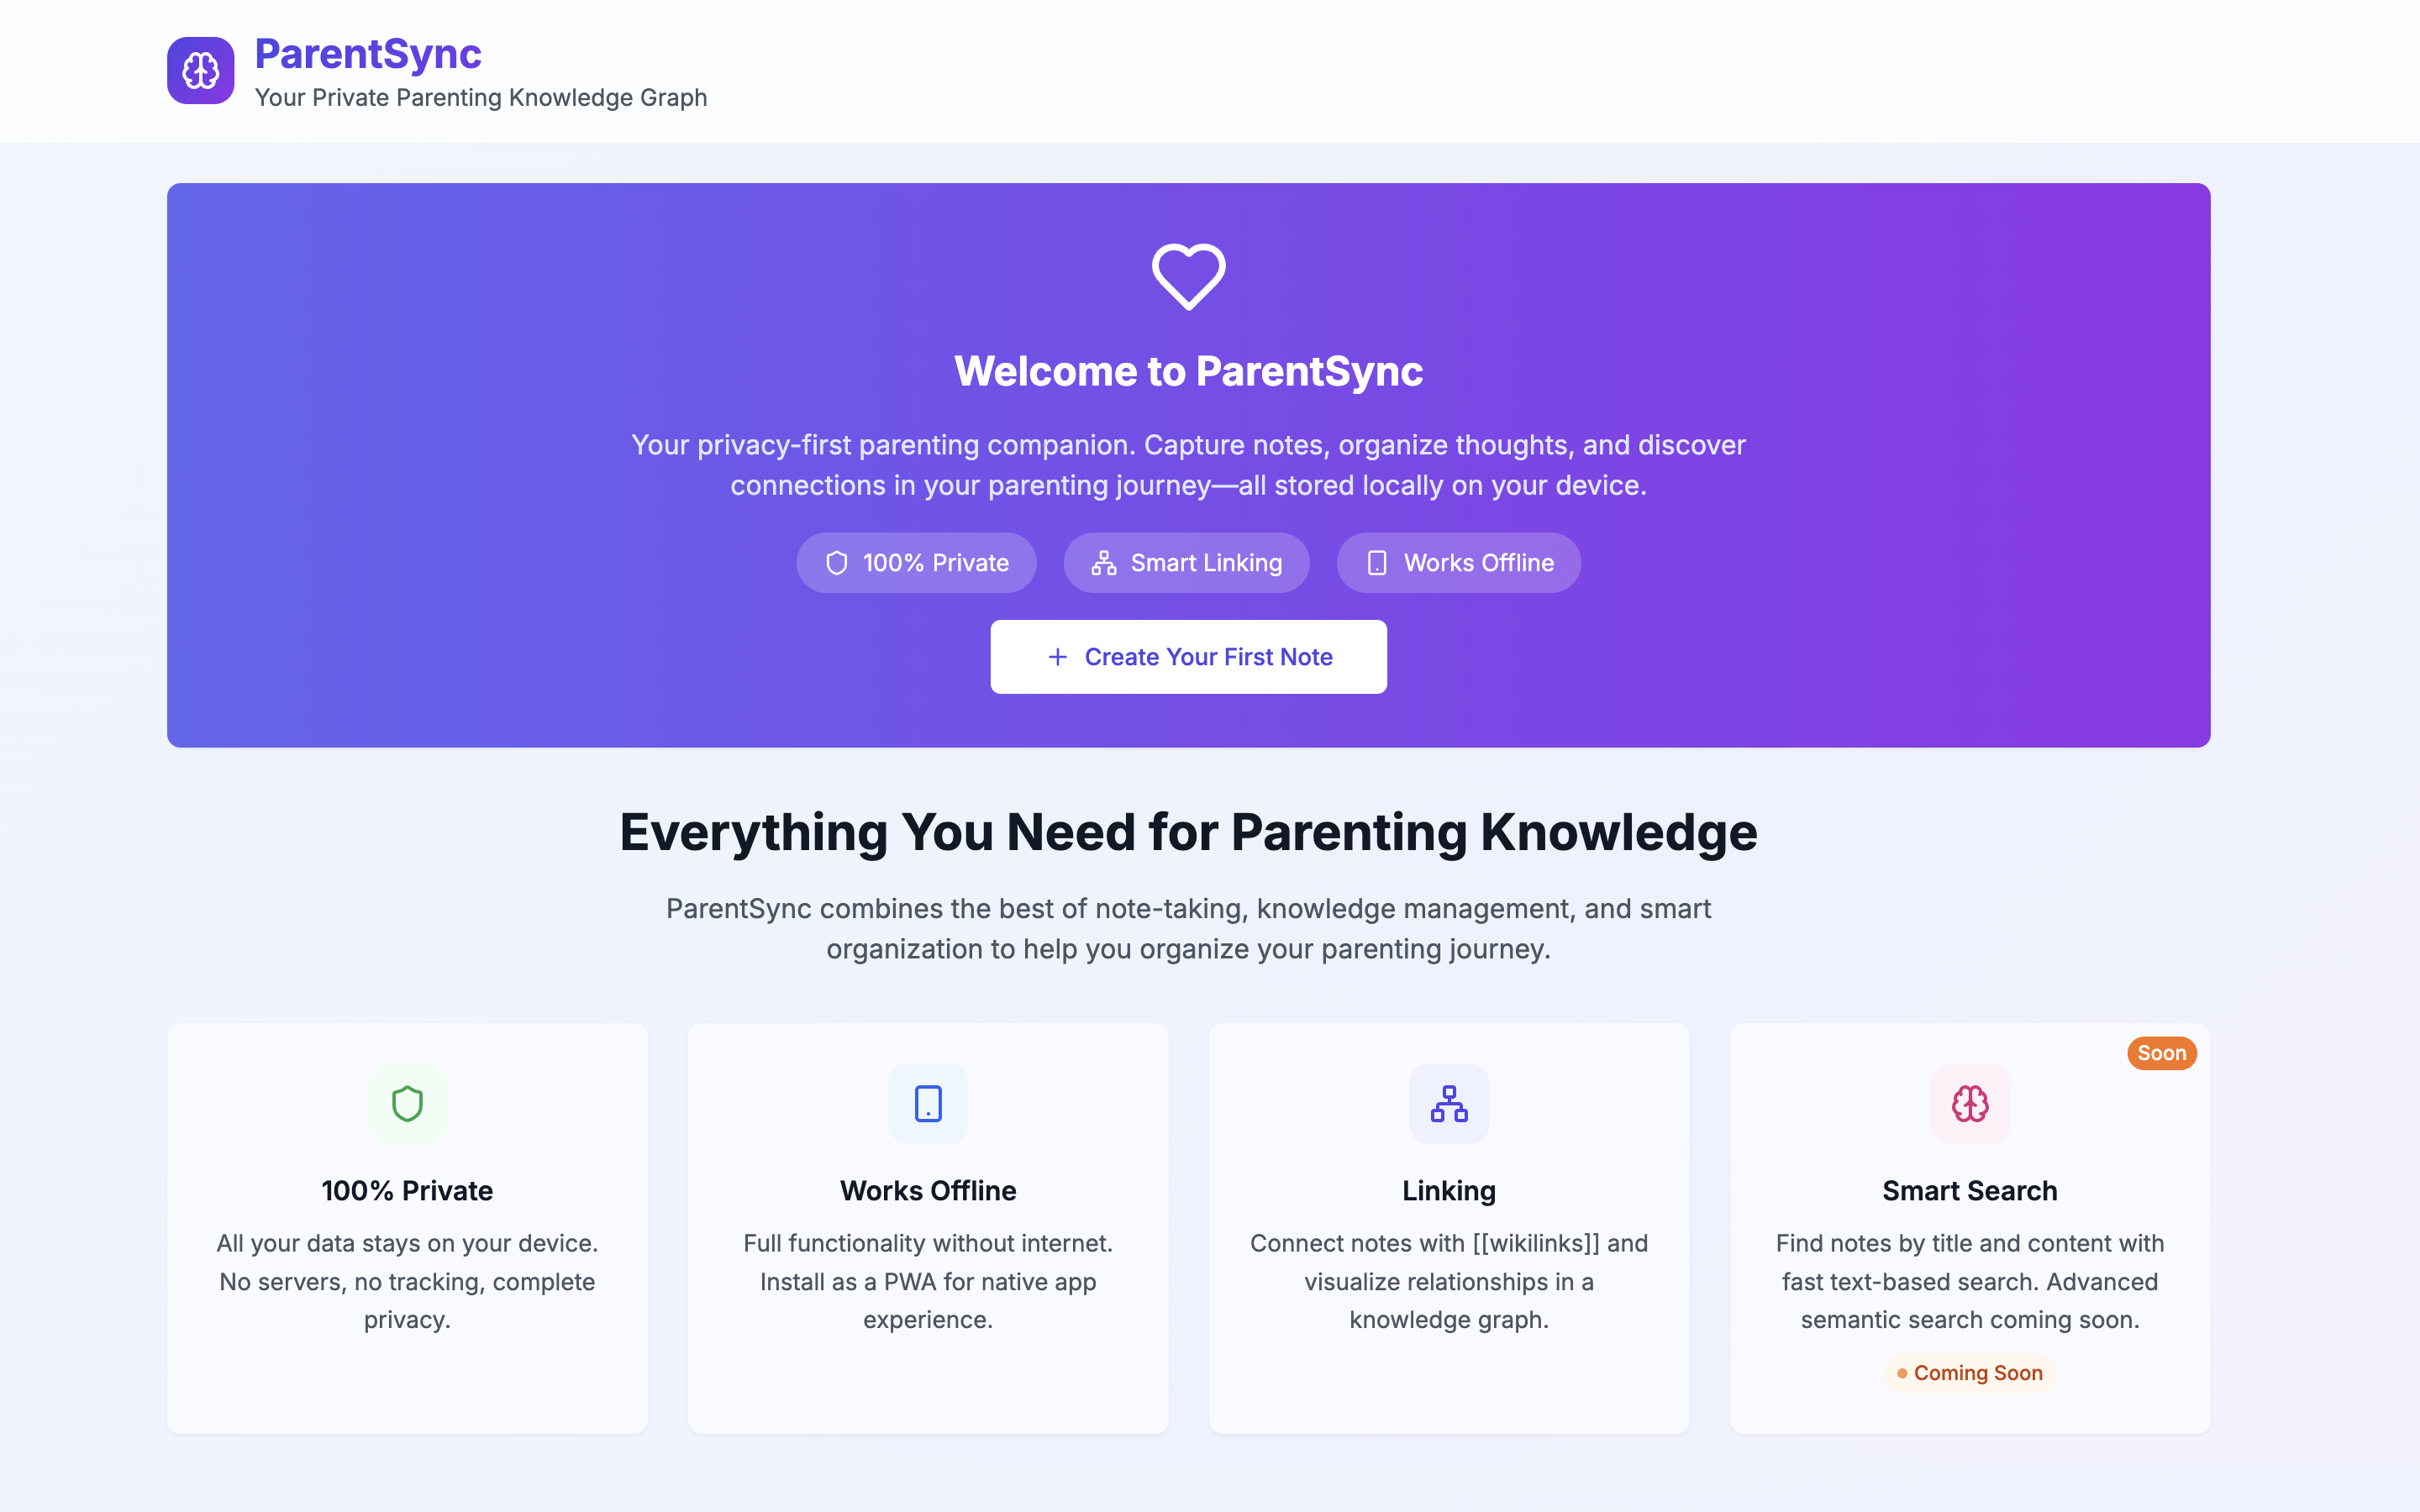 ParentSync
Your Private Parenting Knowledge Graph
Welcome to ParentSync
Your privacy-first parenting companion. Capture notes, organize thoughts, and discover
connections in your parenting journey—all stored locally on your device.
100% Private
Smart Linking
Works Offline
Create Your First Note
Everything You Need for Parenting Knowledge
ParentSync combines the best of note-taking, knowledge management, and smart
organization to help you organize your parenting journey.
100% Private
All your data stays on your device.
No servers, no tracking, complete
privacy.
Works Offline
Full functionality without internet.
Install as a PWA for native app
experience.
Linking
Connect notes with [[wikilinks]] and
visualize relationships in a
knowledge graph.
Soon
Smart Search
Find notes by title and content with
fast text-based search. Advanced
semantic search coming soon.
Coming Soon